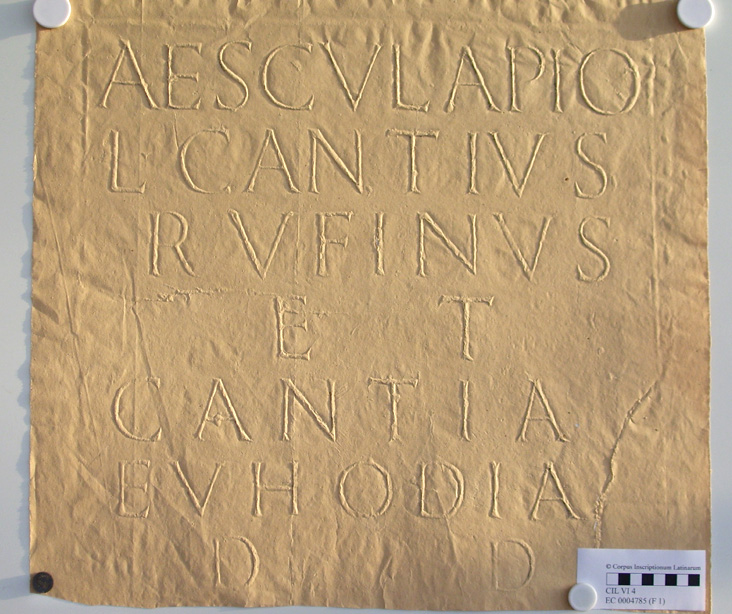 AESCVLAPIO
L·CANTIVS
RVFINVS
ET
CANTIA
EVHODIA
D D
© Corpus Inscriptionum Latinarum
CIL VI 4
EC 0004785 (F 1)